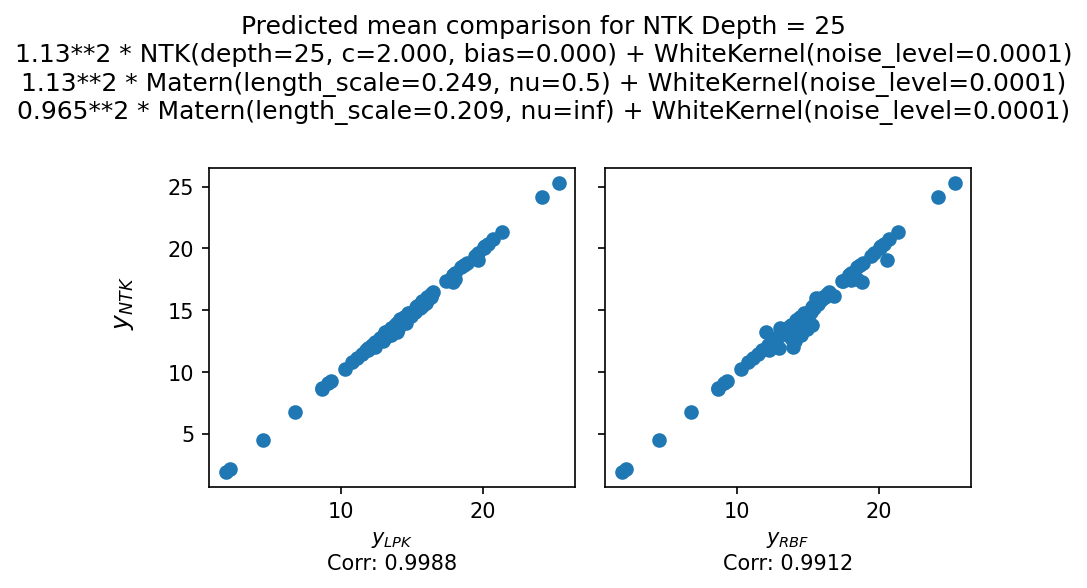 Predicted mean comparison for NTK Depth = 25
1.13**2 * NTK(depth=25, c=2.000, bias=0.000) + WhiteKernel(noise_level=0.0001)
1.13**2 * Matern(length_scale=0.249, nu=0.5) + WhiteKernel(noise_level=0.0001)
0.965**2 * Matern(length_scale=0.209, nu=inf) + WhiteKernel(noise_level=0.0001)
25
20
15
10
5
y_NTK
10 20
10 20
y_LPK
Corr: 0.9988
y_RBF
Corr: 0.9912